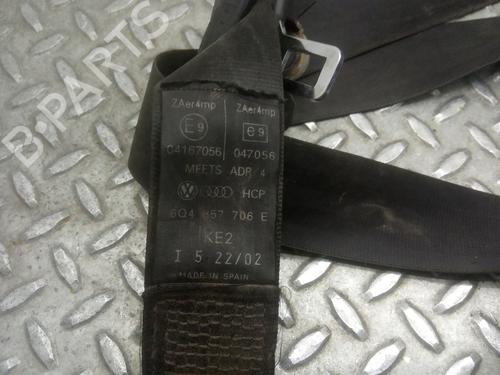 B-PARTS
ZAer4mp ZAer4mp
E9 e9
04167056 047056
MEETS ADR 4
HCP
6Q4 857 706 E
KE2
I 5 22/02
MADE IN SPAIN